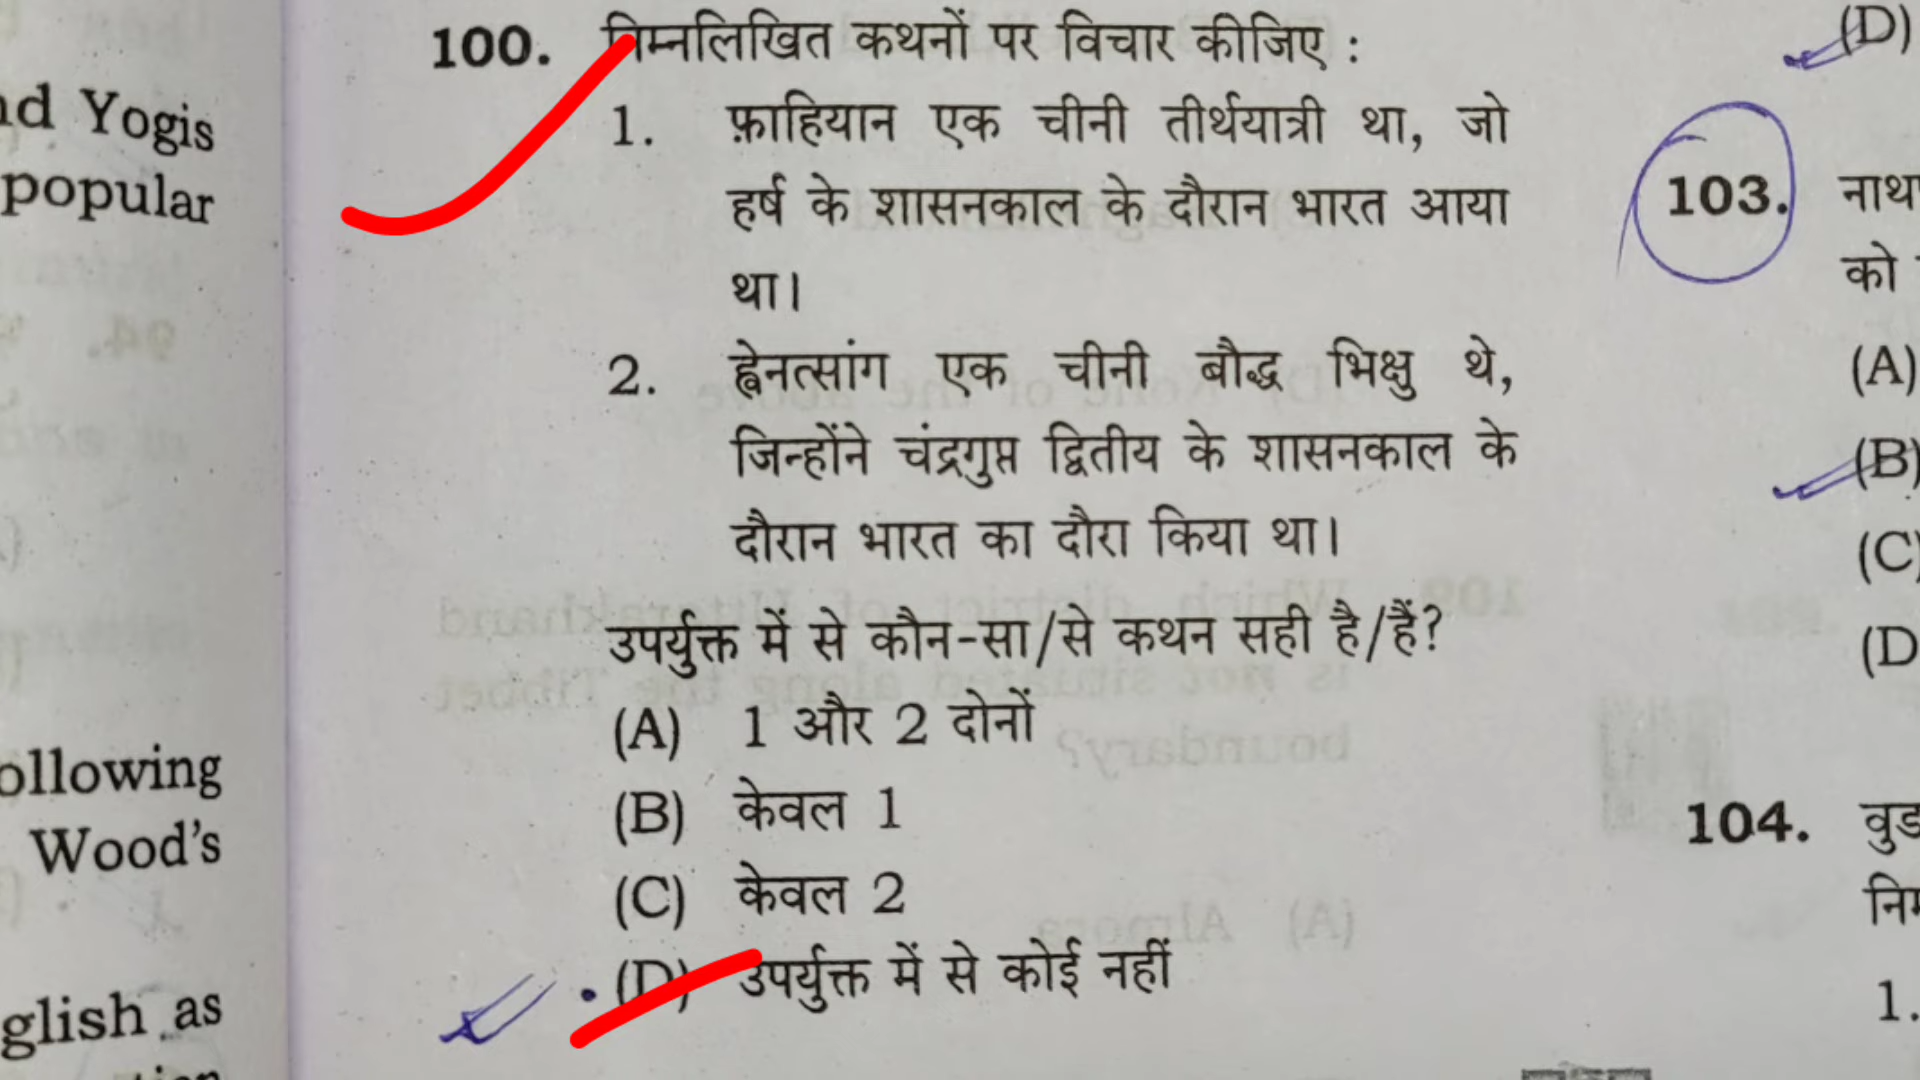 nd Yogis
popular
ollowing
Wood's
glish as
100. निम्नलिखित कथनों पर विचार कीजिए :
1. फ़ाहियान एक चीनी तीर्थयात्री था, जो
हर्ष के शासनकाल के दौरान भारत आया
था।
2. ह्वेनत्सांग एक चीनी बौद्ध भिक्षु थे,
जिन्होंने चंद्रगुप्त द्वितीय के शासनकाल के
दौरान भारत का दौरा किया था।
उपर्युक्त में से कौन-सा/से कथन सही है/हैं?
(A) 1 और 2 दोनों
(B) केवल 1
(C) केवल 2
(D) उपर्युक्त में से कोई नहीं
(D)
103. नाथ
को
(A)
(B)
(C)
(D
104. वुड
1.